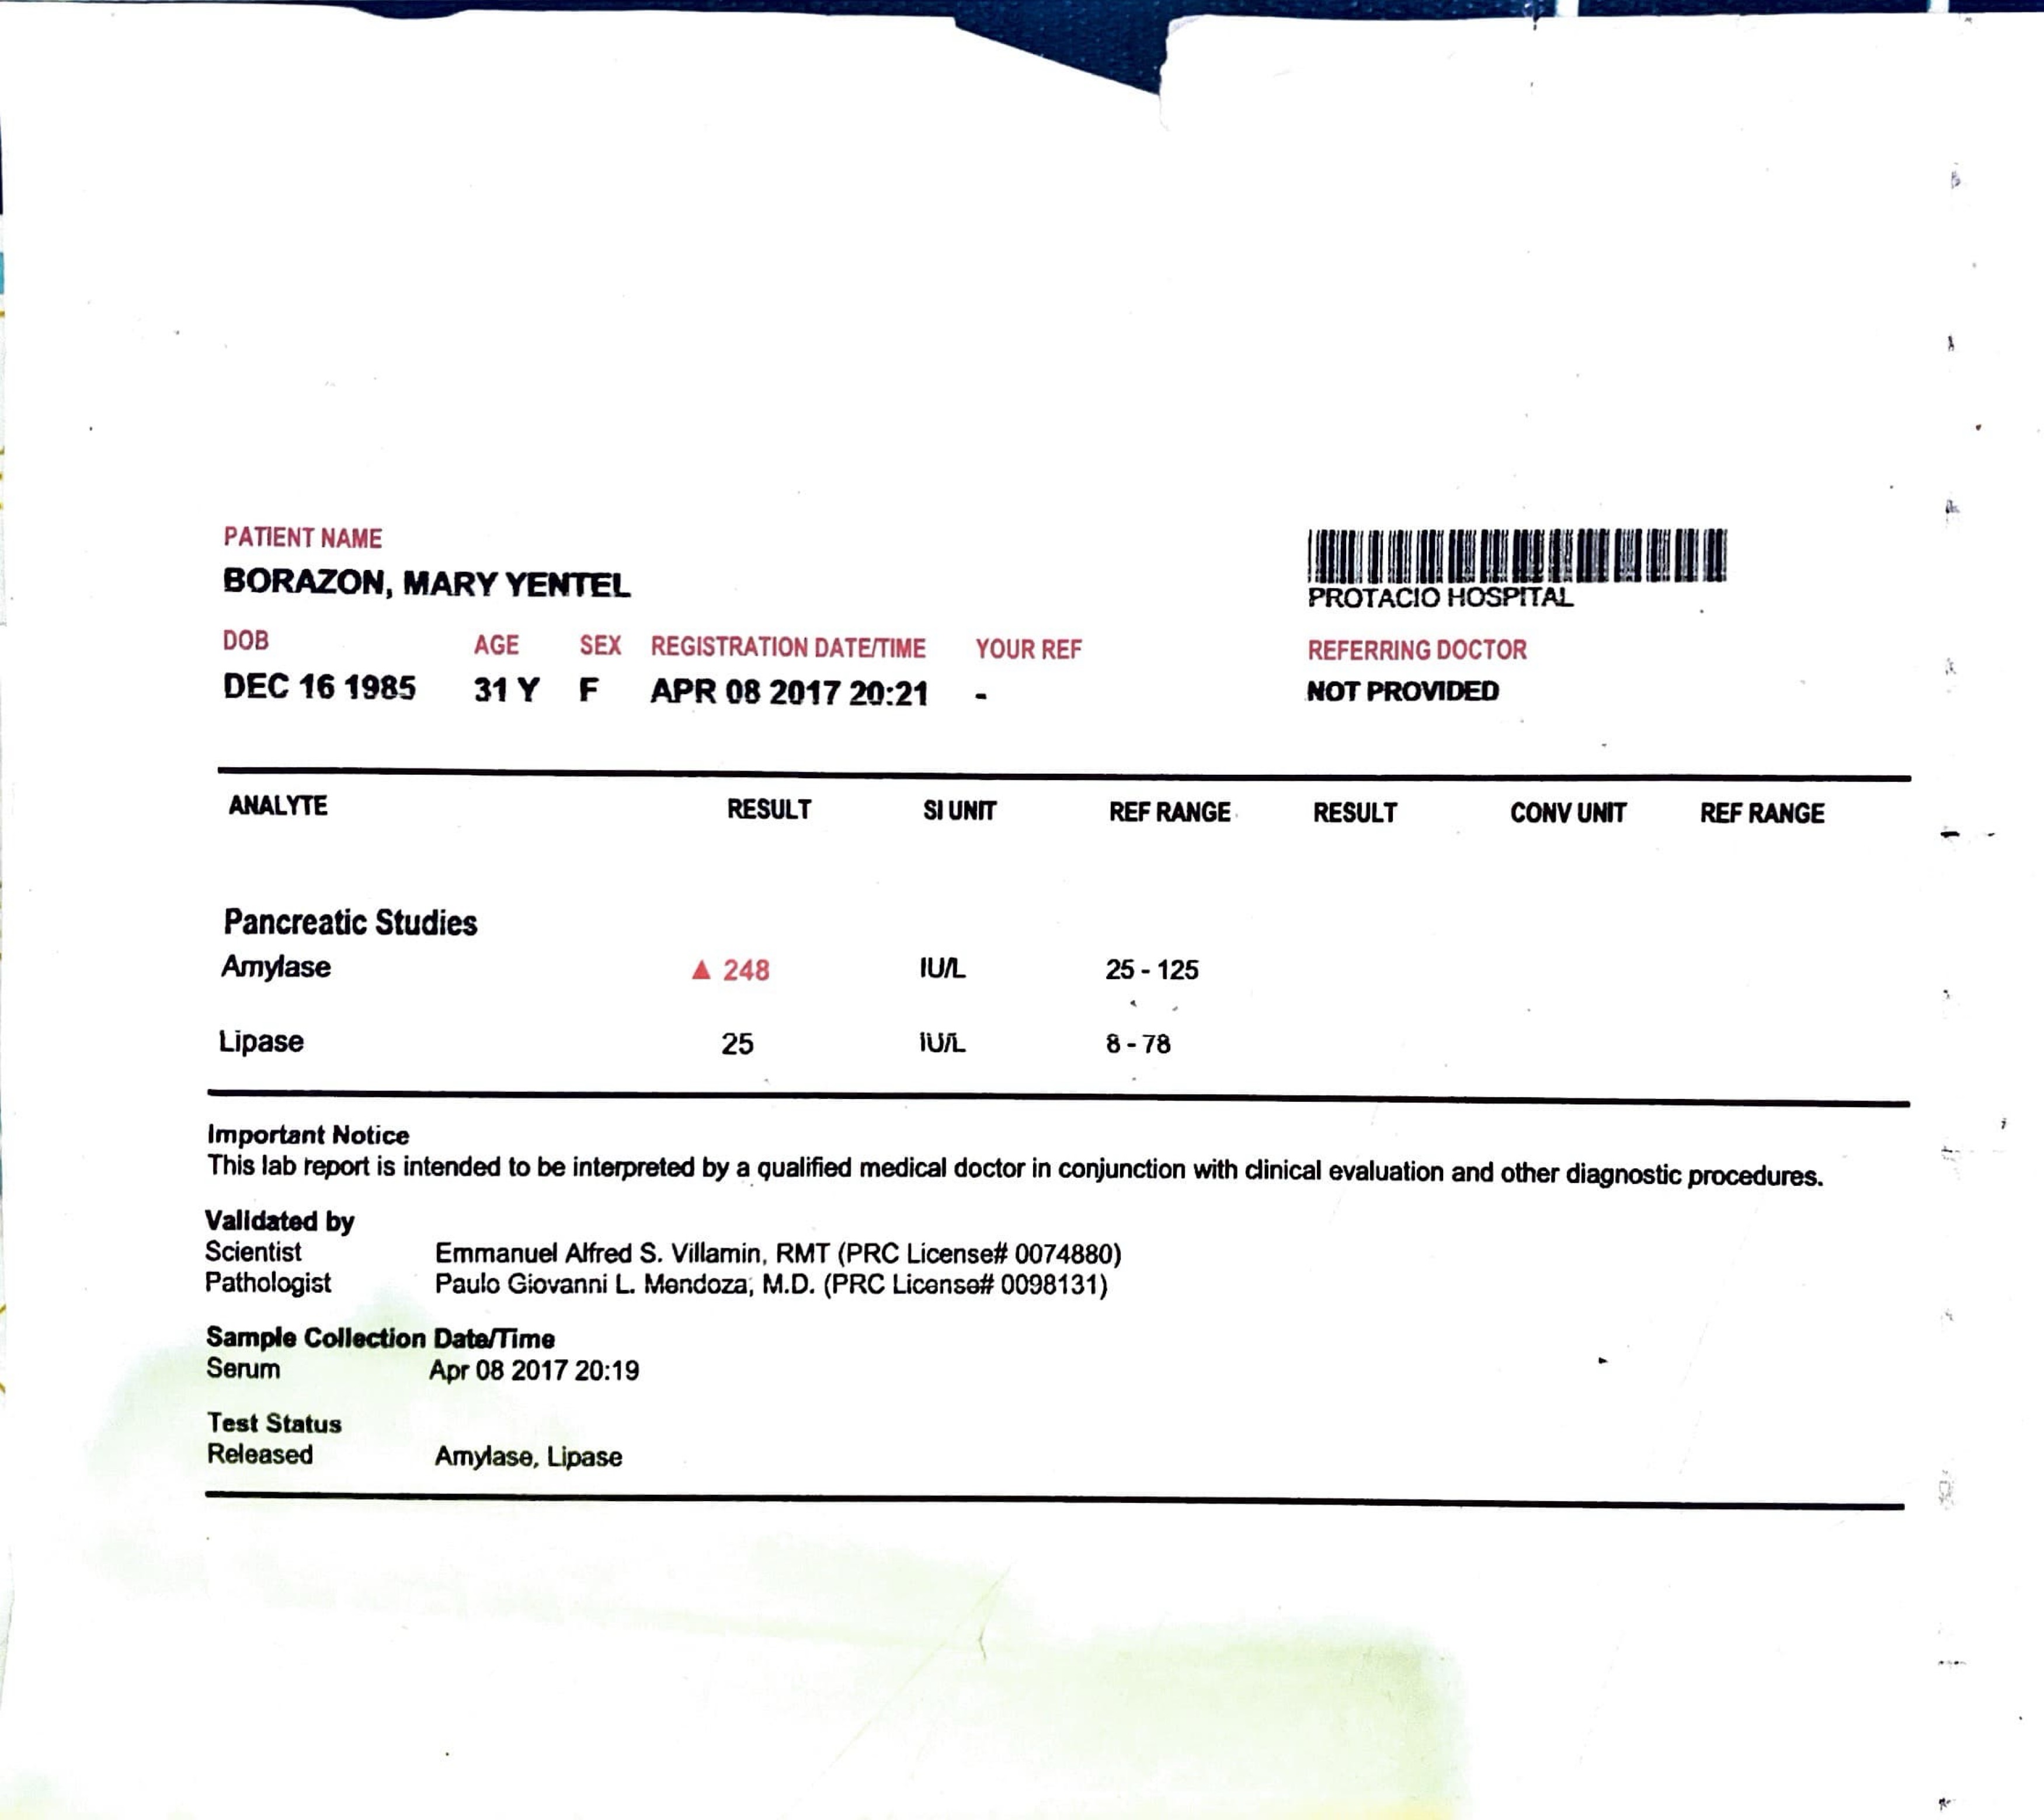 PATIENT NAME
BORAZON, MARY YENTEL
PROTACIO HOSPITAL
DOB AGE SEX REGISTRATION DATE/TIME YOUR REF REFERRING DOCTOR
DEC 16 1985 31 Y F APR 08 2017 20:21 - NOT PROVIDED
ANALYTE RESULT SI UNIT REF RANGE RESULT CONV UNIT REF RANGE
Pancreatic Studies
Amylase ▲ 248 IU/L 25 - 125
Lipase 25 IU/L 8 - 78
Important Notice
This lab report is intended to be interpreted by a qualified medical doctor in conjunction with clinical evaluation and other diagnostic procedures.
Validated by
Scientist Emmanuel Alfred S. Villamin, RMT (PRC License# 0074880)
Pathologist Paulo Giovanni L. Mendoza, M.D. (PRC License# 0098131)
Sample Collection Date/Time
Serum Apr 08 2017 20:19
Test Status
Released Amylase, Lipase